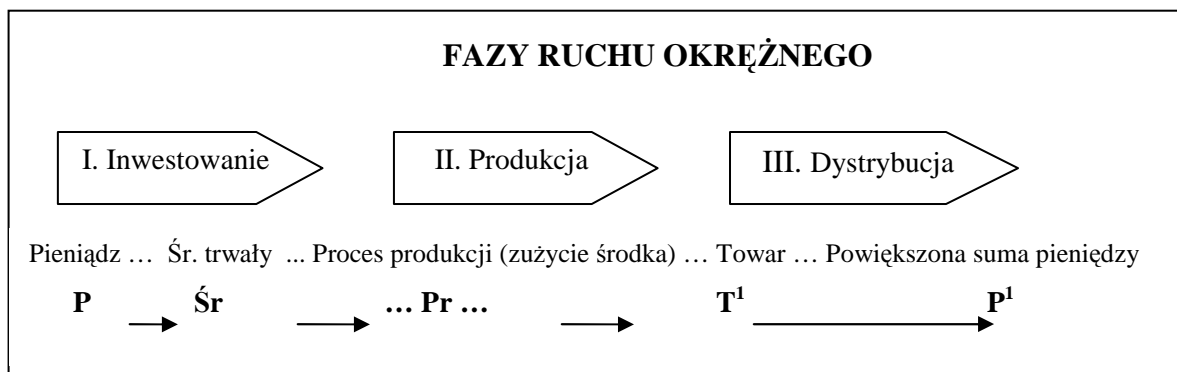 FAZY RUCHU OKRĘŻNEGO
I. Inwestowanie II. Produkcja III. Dystrybucja
Pieniądz … Śr. trwały ... Proces produkcji (zużycie środka) … Towar … Powiększona suma pieniędzy
P Śr … Pr … T¹ P¹